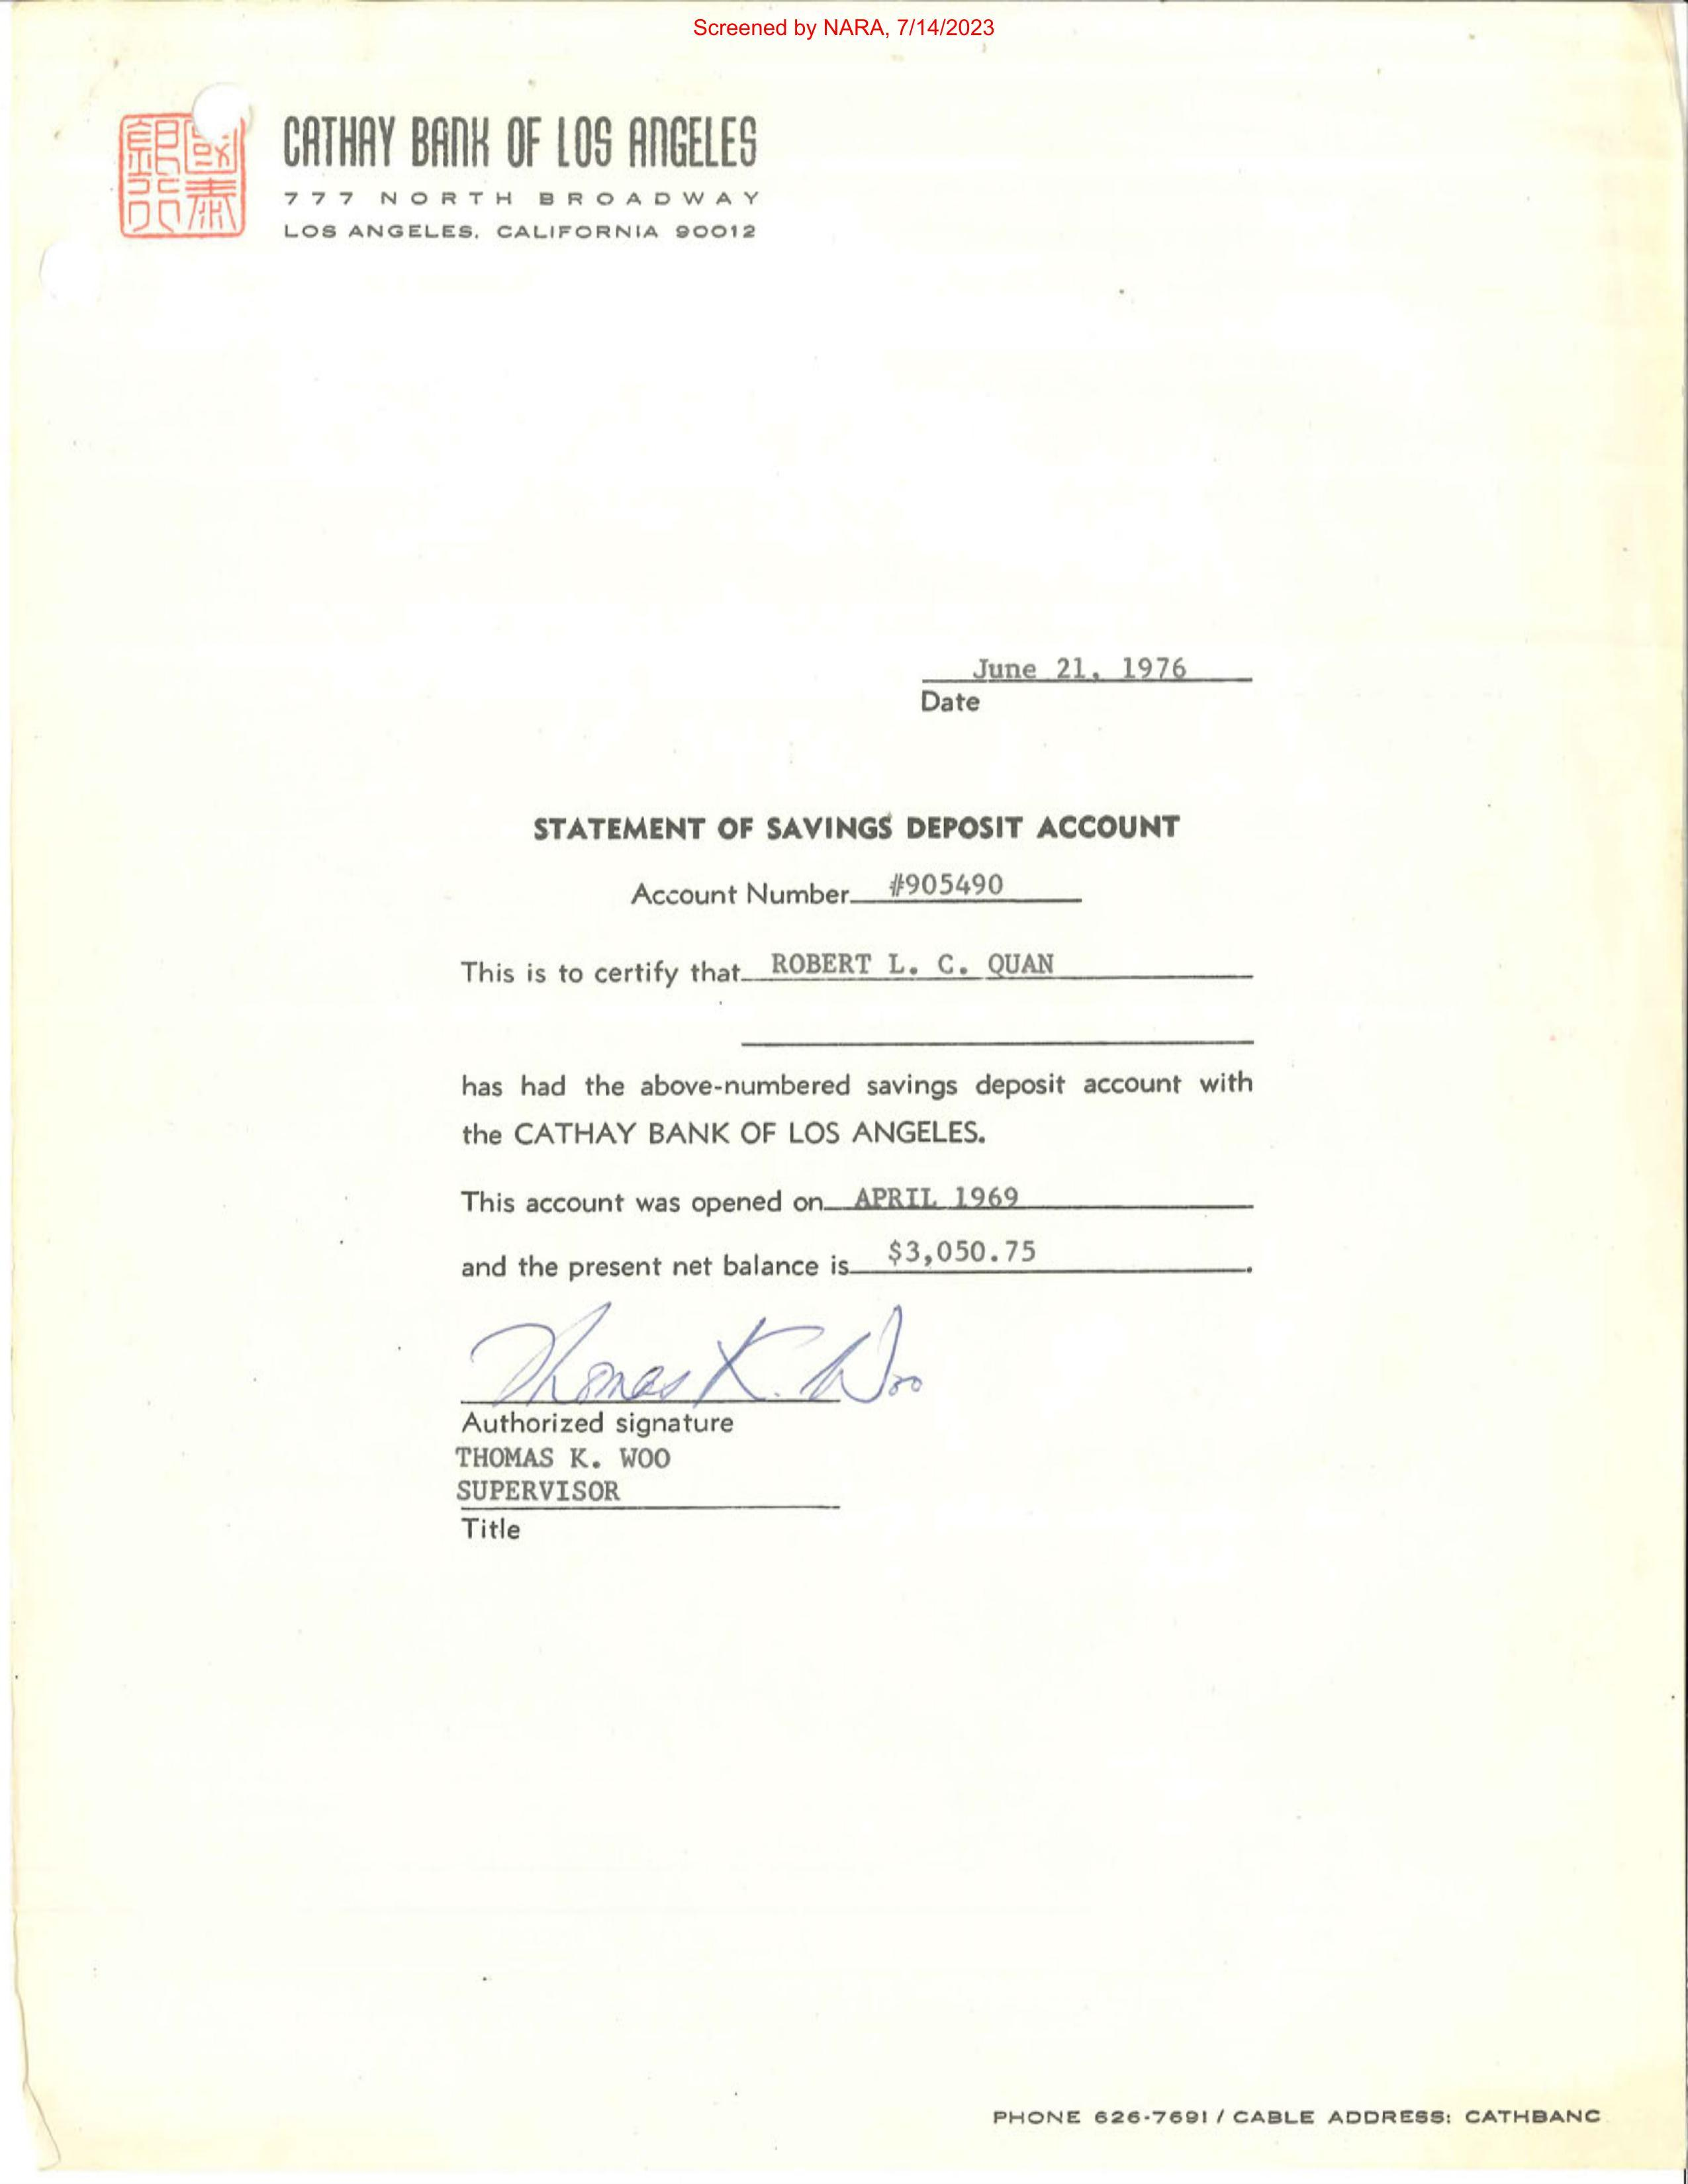 Screened by NARA, 7/14/2023
國泰
銀行
CATHAY BANK OF LOS ANGELES
777 NORTH BROADWAY
LOS ANGELES, CALIFORNIA 90012
June 21, 1976
Date
STATEMENT OF SAVINGS DEPOSIT ACCOUNT
Account Number #905490
This is to certify that ROBERT L. C. QUAN
has had the above-numbered savings deposit account with
the CATHAY BANK OF LOS ANGELES.
This account was opened on APRIL 1969
and the present net balance is $3,050.75.
Thomas K. Woo
Authorized signature
THOMAS K. WOO
SUPERVISOR
Title
PHONE 626-7691 / CABLE ADDRESS: CATHBANC